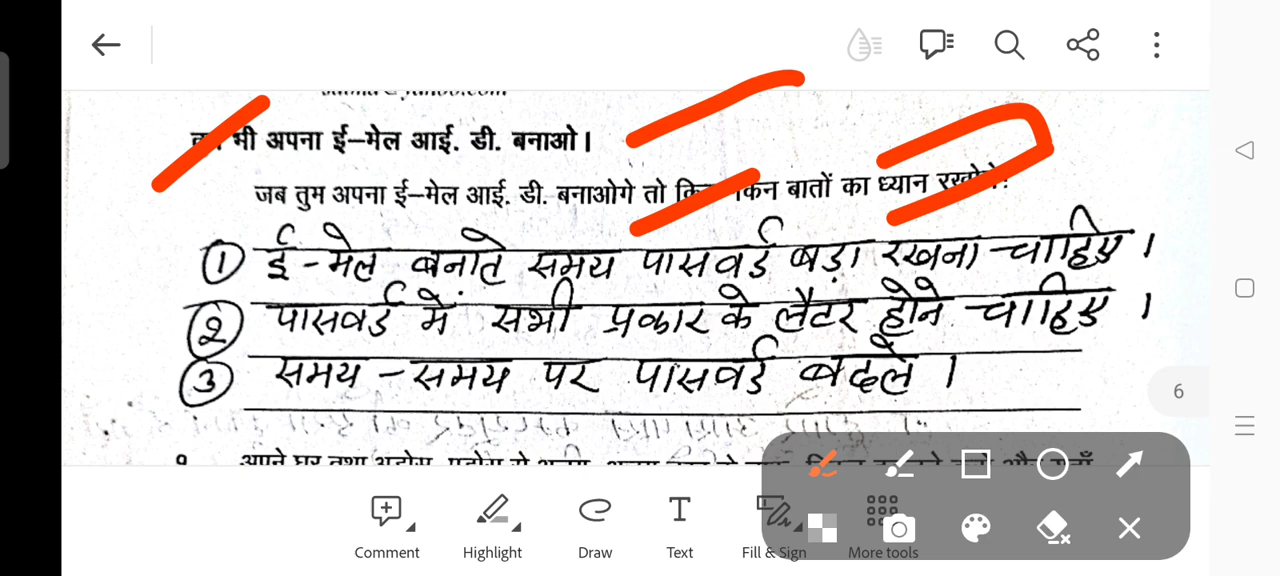 तुम भी अपना ई-मेल आई. डी. बनाओ।
जब तुम अपना ई-मेल आई. डी. बनाओगे तो किन किन बातों का ध्यान रखोगे?
① ई-मेल बनाते समय पासवर्ड बड़ा रखना चाहिए।
② पासवर्ड में सभी प्रकार के लैटर होने चाहिए।
③ समय-समय पर पासवर्ड बदले।
6
Comment Highlight Draw Text Fill & Sign More tools